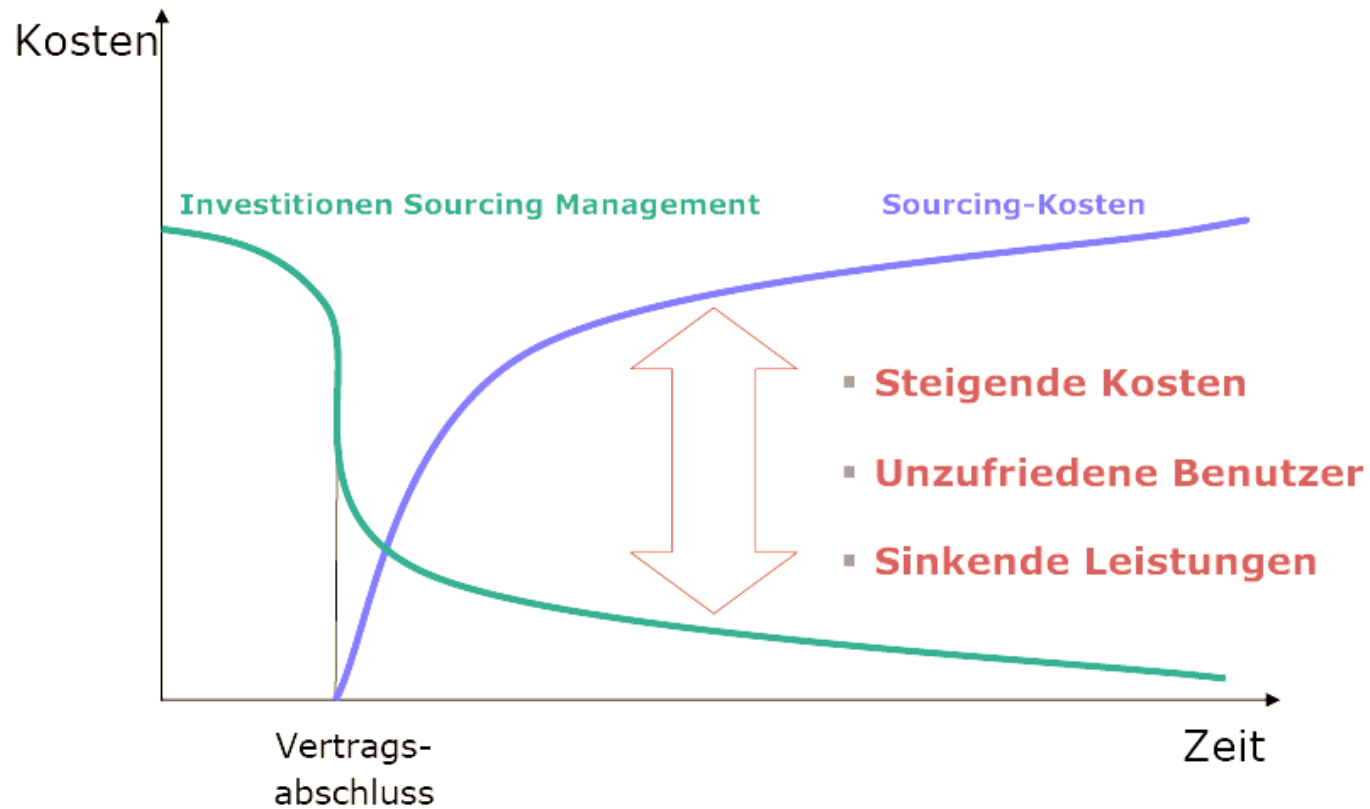 Kosten
Investitionen Sourcing Management
Sourcing-Kosten
▪ Steigende Kosten
▪ Unzufriedene Benutzer
▪ Sinkende Leistungen
Vertrags-
abschluss
Zeit